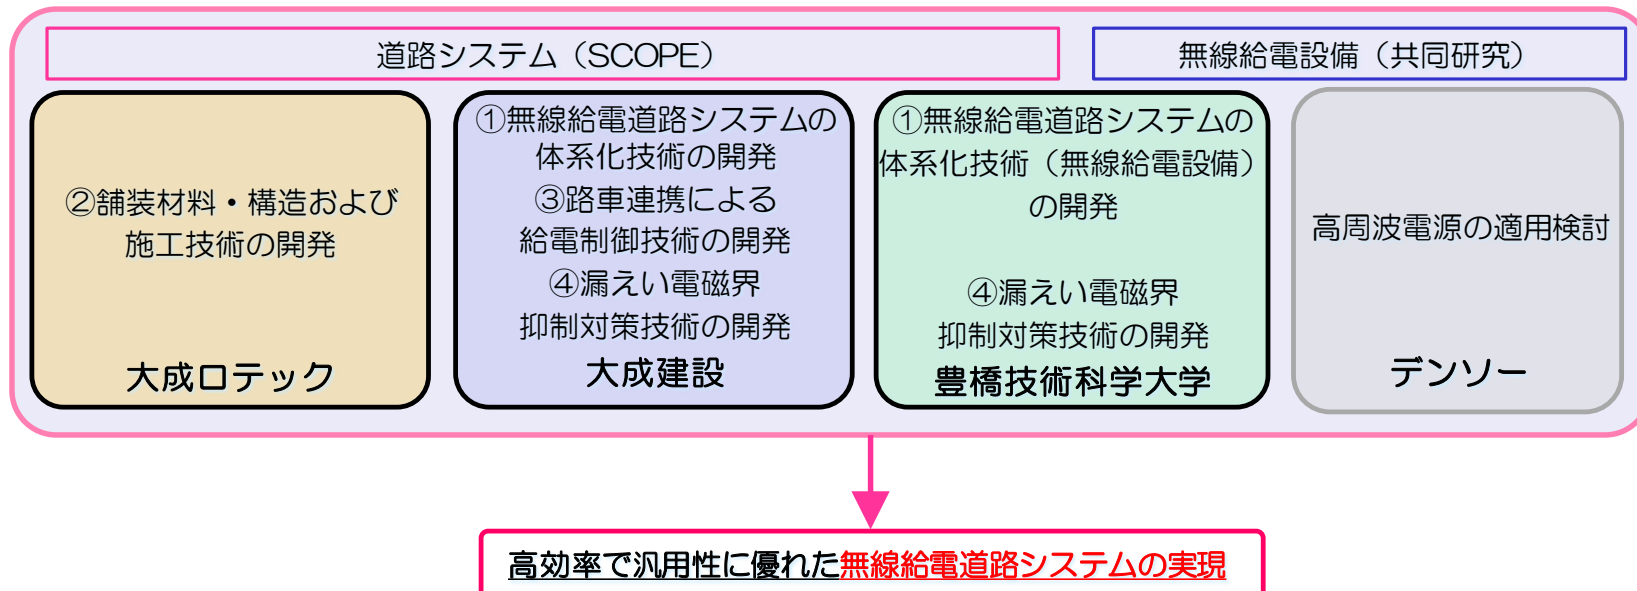 道路システム（SCOPE）
無線給電設備（共同研究）
②舗装材料・構造および
施工技術の開発
大成ロテック
①無線給電道路システムの
体系化技術の開発
③路車連携による
給電制御技術の開発
④漏えい電磁界
抑制対策技術の開発
大成建設
①無線給電道路システムの
体系化技術（無線給電設備）
の開発
④漏えい電磁界
抑制対策技術の開発
豊橋技術科学大学
高周波電源の適用検討
デンソー
高効率で汎用性に優れた無線給電道路システムの実現